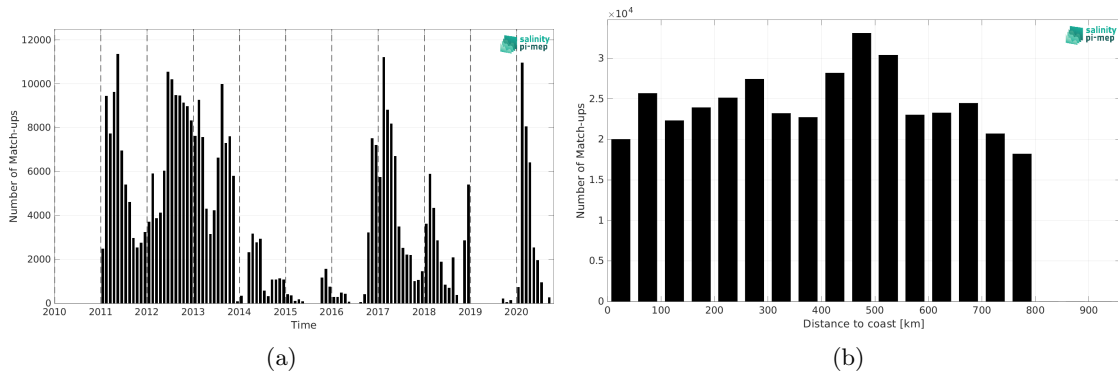 salinity
pi-mep
12000
10000
8000
6000
4000
2000
0
Number of Match-ups
2010 2011 2012 2013 2014 2015 2016 2017 2018 2019 2020
Time
(a)
×10⁴
salinity
pi-mep
3
2.5
2
1.5
1
0.5
0
Number of Match-ups
0 100 200 300 400 500 600 700 800 900
Distance to coast [km]
(b)